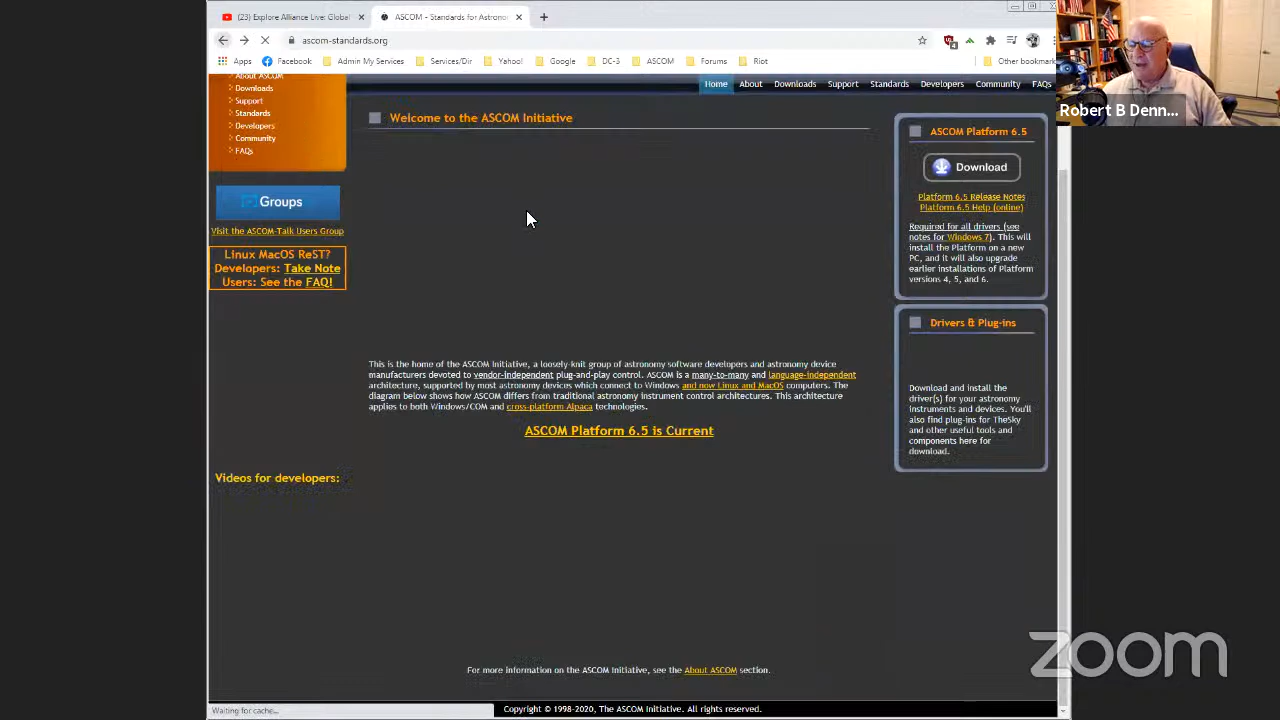 (23) Explore Alliance Live: Global
ASCOM - Standards for Astrono
ascom-standards.org
4
Apps
Facebook
Admin My Services
Services/Dir
Yahoo!
Google
DC-3
ASCOM
Forums
Riot
Other bookmark
Robert B Denn...
About ASCOM
Downloads
Support
Standards
Developers
Community
FAQs
Home
About
Downloads
Support
Standards
Developers
Community
FAQs
Groups
Visit the ASCOM-Talk Users Group
Linux MacOS ReST?
Developers: Take Note
Users: See the FAQ!
Videos for developers:
Welcome to the ASCOM Initiative
This is the home of the ASCOM Initiative, a loosely-knit group of astronomy software developers and astronomy device
manufacturers devoted to vendor-independent plug-and-play control. ASCOM is a many-to-many and language-independent
architecture, supported by most astronomy devices which connect to Windows and now Linux and MacOS computers. The
diagram below shows how ASCOM differs from traditional astronomy instrument control architectures. This architecture
applies to both Windows/COM and cross-platform Alpaca technologies.
ASCOM Platform 6.5 is Current
For more information on the ASCOM Initiative, see the About ASCOM section.
ASCOM Platform 6.5
Download
Platform 6.5 Release Notes
Platform 6.5 Help (online)
Required for all drivers (see
notes for Windows 7). This will
install the Platform on a new
PC, and it will also upgrade
earlier installations of Platform
versions 4, 5, and 6.
Drivers & Plug-ins
Download and install the
driver(s) for your astronomy
instruments and devices. You'll
also find plug-ins for TheSky
and other useful tools and
components here for
download.
zoom
Waiting for cache...
Copyright © 1998-2020, The ASCOM Initiative. All rights reserved.